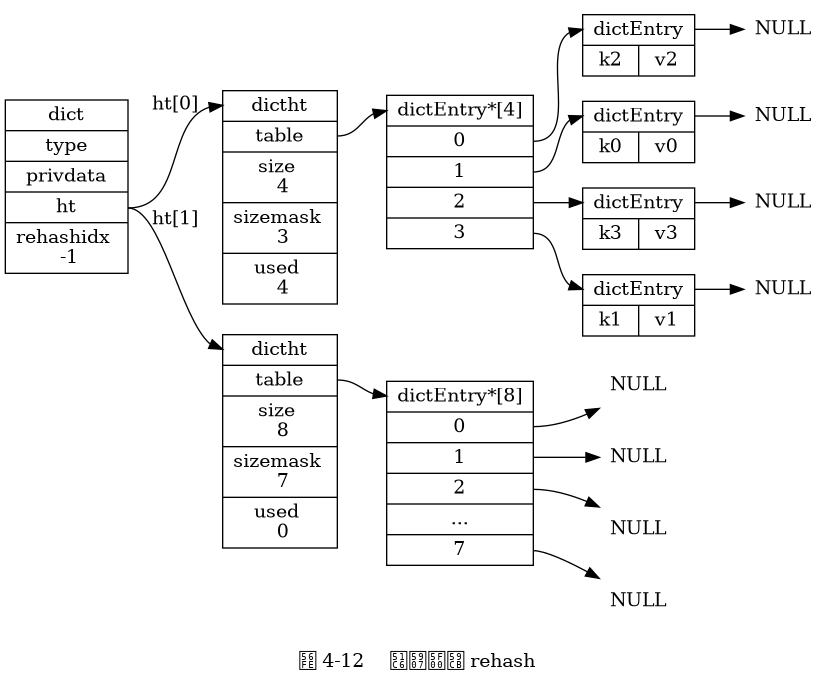 dict
type
privdata
ht
rehashidx
-1
ht[0]
ht[1]
dictht
table
size
4
sizemask
3
used
4
dictEntry*[4]
0
1
2
3
dictEntry
k2 v2
NULL
dictEntry
k0 v0
NULL
dictEntry
k3 v3
NULL
dictEntry
k1 v1
NULL
dictht
table
size
8
sizemask
7
used
0
dictEntry*[8]
0
1
2
...
7
NULL
NULL
NULL
NULL
4-12 rehash